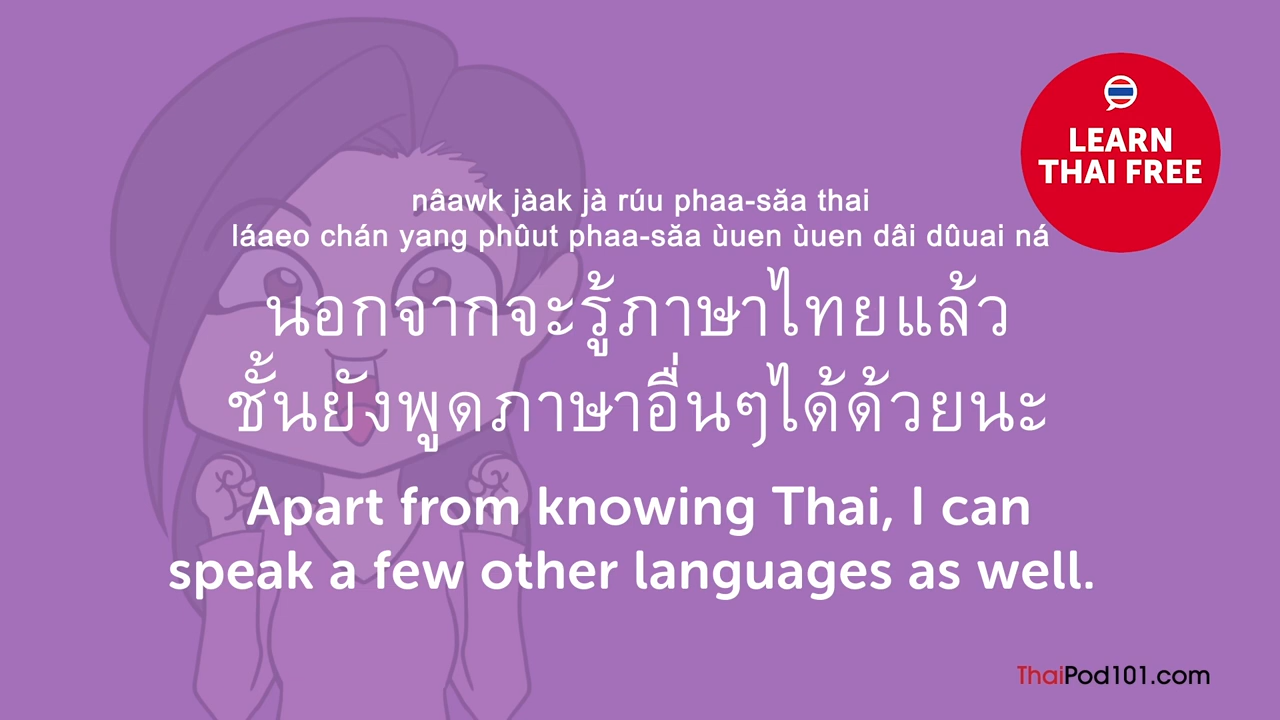 LEARN
THAI FREE
nâawk jàak jà rúu phaa-sǎa thai
láaeo chán yang phûut phaa-sǎa ùuen ùuen dâi dûuai ná
นอกจากจะรู้ภาษาไทยแล้ว
ชั้นยังพูดภาษาอื่นๆได้ด้วยนะ
Apart from knowing Thai, I can
speak a few other languages as well.
ThaiPod101.com